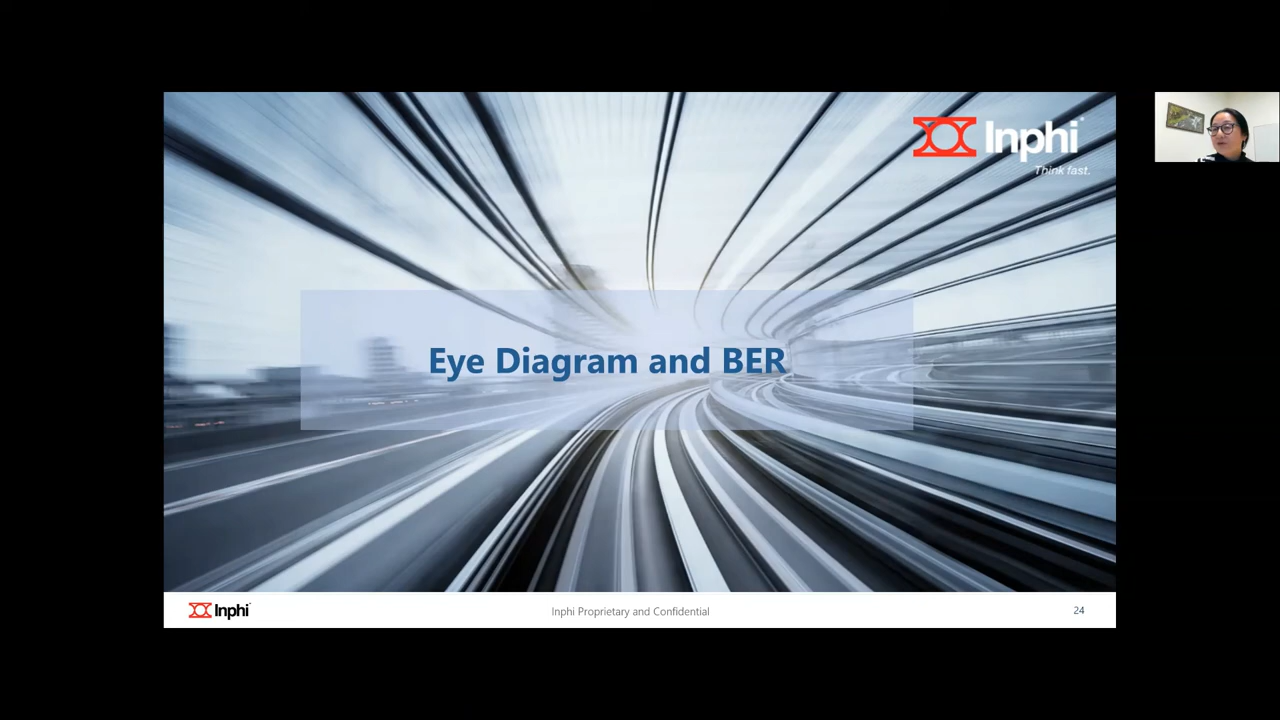 Inphi
Think fast.
Eye Diagram and BER
Inphi
Inphi Proprietary and Confidential
24